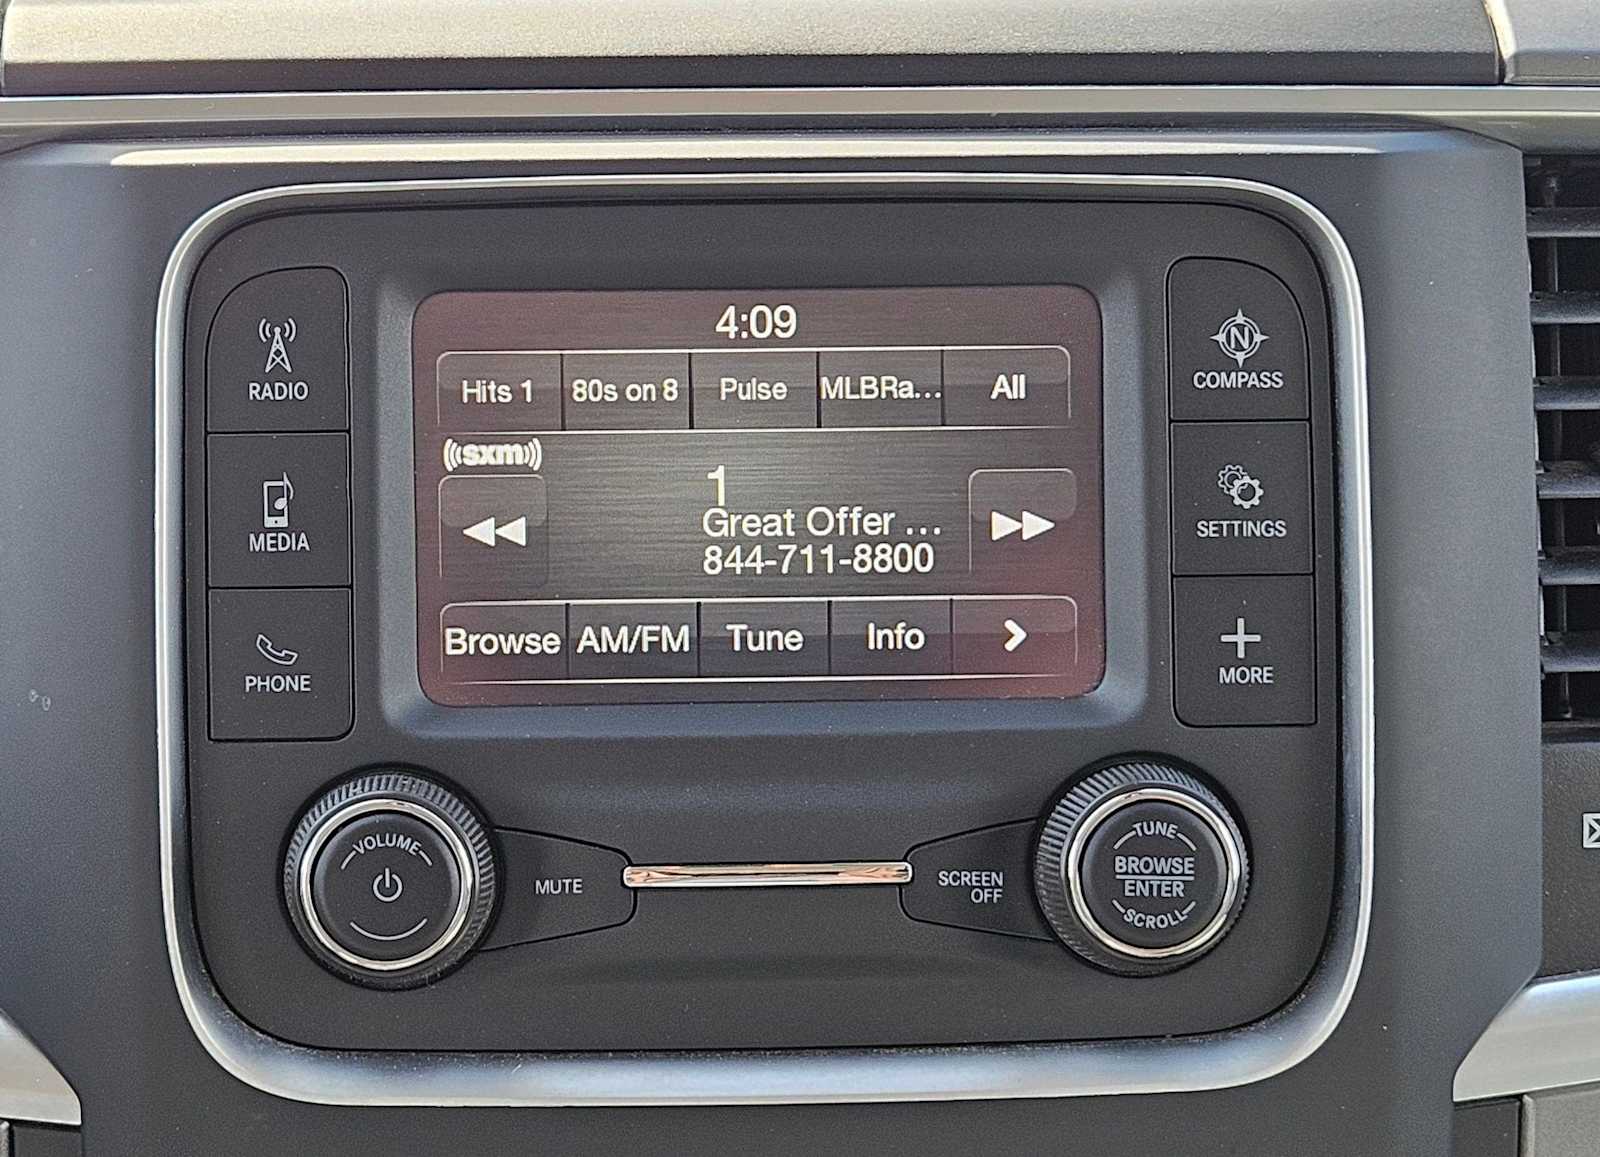 4:09
Hits 1 80s on 8 Pulse MLBRa... All
((sxm))
1
Great Offer ...
844-711-8800
Browse AM/FM Tune Info >
RADIO
MEDIA
PHONE
N
COMPASS
SETTINGS
MORE
VOLUME
MUTE
SCREEN
OFF
TUNE
BROWSE
ENTER
SCROLL